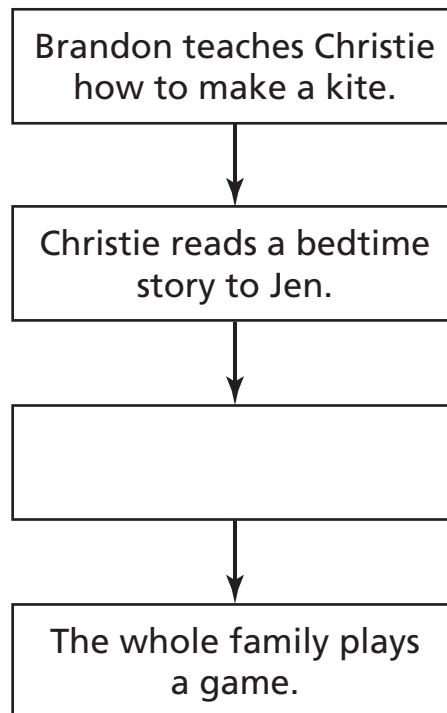 Brandon teaches Christie
how to make a kite.
Christie reads a bedtime
story to Jen.
The whole family plays
a game.